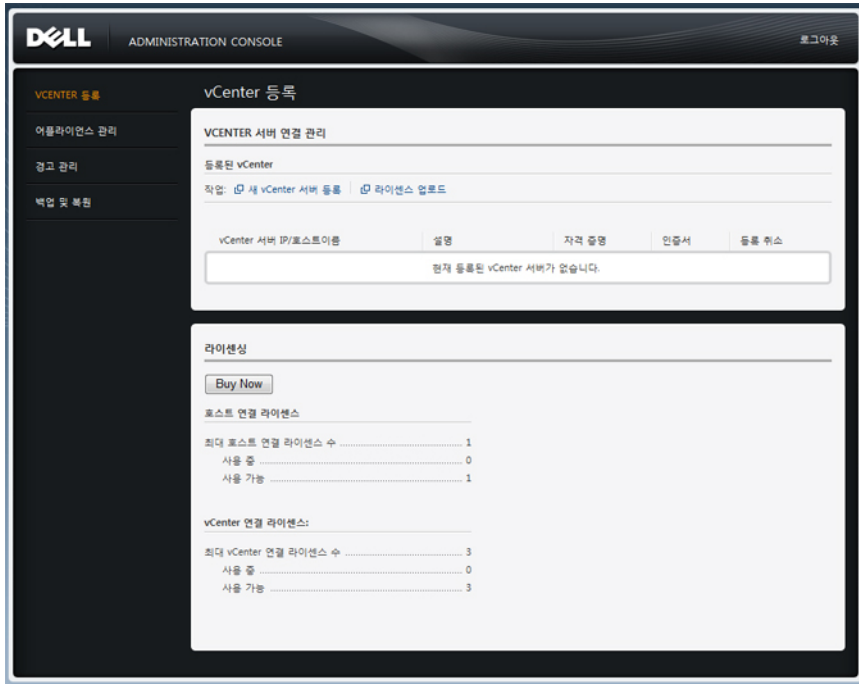 DELL ADMINISTRATION CONSOLE 로그아웃
VCENTER 등록
어플라이언스 관리
경고 관리
백업 및 복원
vCenter 등록
VCENTER 서버 연결 관리
등록된 vCenter
작업: 새 vCenter 서버 등록 라이센스 업로드
vCenter 서버 IP/호스트이름 설명 자격 증명 인증서 등록 취소
현재 등록된 vCenter 서버가 없습니다.
라이센싱
Buy Now
호스트 연결 라이센스
최대 호스트 연결 라이센스 수 1
사용 중 0
사용 가능 1
vCenter 연결 라이센스:
최대 vCenter 연결 라이센스 수 3
사용 중 0
사용 가능 3